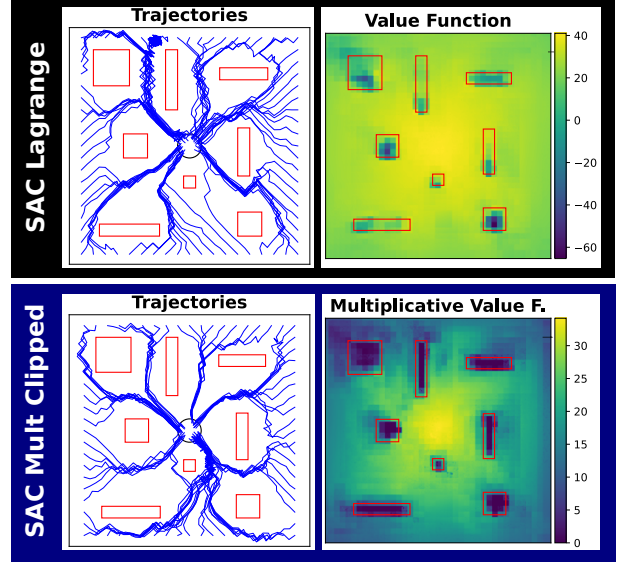 SAC Lagrange
Trajectories
Value Function
40
20
0
−20
−40
−60
SAC Mult Clipped
Trajectories
Multiplicative Value F.
30
25
20
15
10
5
0